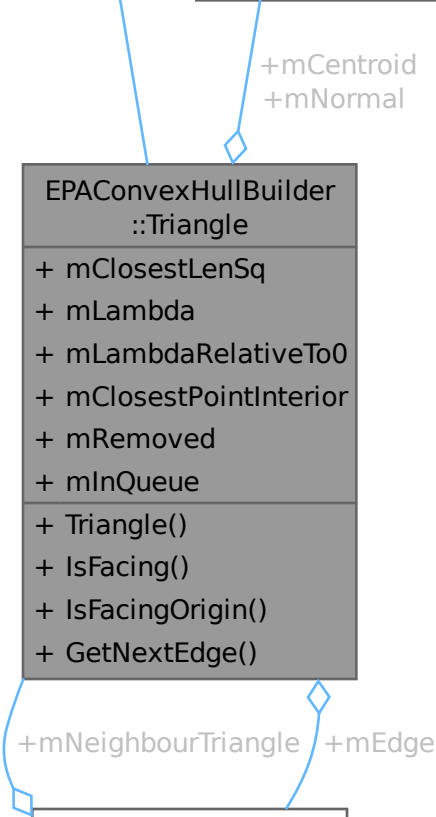 +mCentroid
+mNormal
EPAConvexHullBuilder
::Triangle
+ mClosestLenSq
+ mLambda
+ mLambdaRelativeTo0
+ mClosestPointInterior
+ mRemoved
+ mInQueue
+ Triangle()
+ IsFacing()
+ IsFacingOrigin()
+ GetNextEdge()
+mNeighbourTriangle
+mEdge